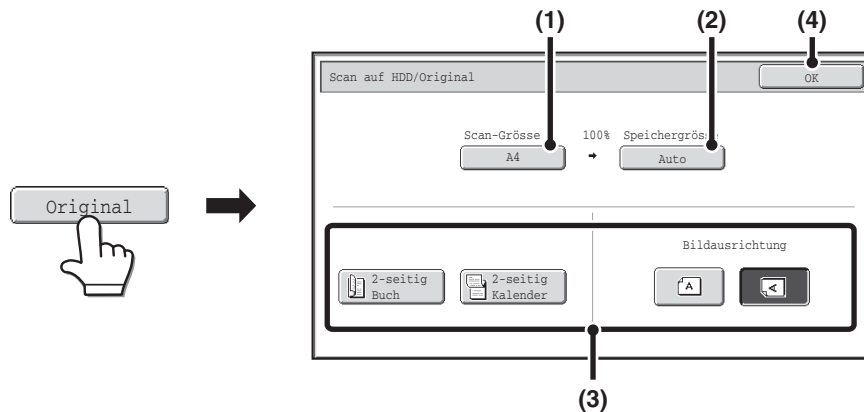 (1) (2) (4)
Scan auf HDD/Original OK
Scan-Grösse 100% Speichergrösse
A4 Auto
Original
Bildausrichtung
2-seitig 2-seitig
Buch Kalender
A A
(3)